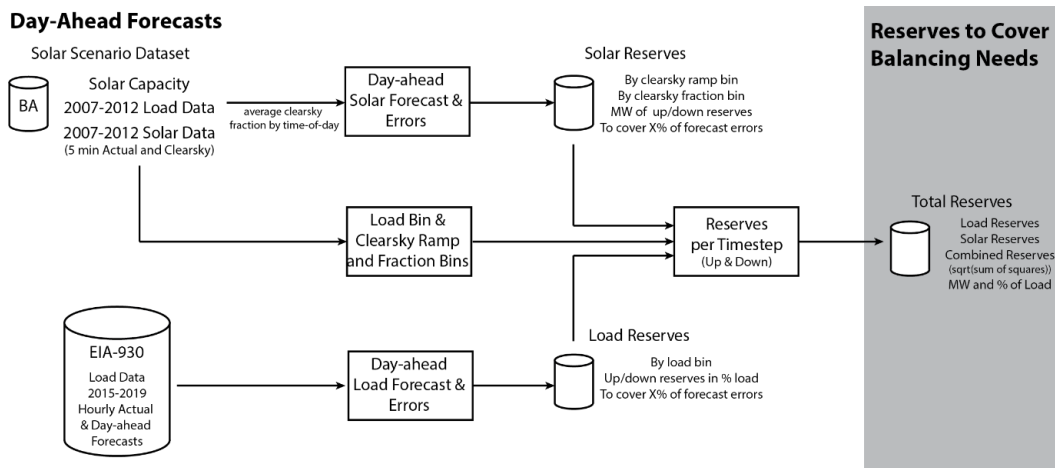 Day-Ahead Forecasts
Solar Scenario Dataset
BA
Solar Capacity
2007-2012 Load Data
2007-2012 Solar Data
(5 min Actual and Clearsky)
average clearsky
fraction by time-of-day
Day-ahead
Solar Forecast &
Errors
Solar Reserves
By clearsky ramp bin
By clearsky fraction bin
MW of up/down reserves
To cover X% of forecast errors
Load Bin &
Clearsky Ramp
and Fraction Bins
Reserves
per Timestep
(Up & Down)
EIA-930
Load Data
2015-2019
Hourly Actual
& Day-ahead
Forecasts
Day-ahead
Load Forecast &
Errors
Load Reserves
By load bin
Up/down reserves in % load
To cover X% of forecast errors
Reserves to Cover
Balancing Needs
Total Reserves
Load Reserves
Solar Reserves
Combined Reserves
(sqrt(sum of squares))
MW and % of Load